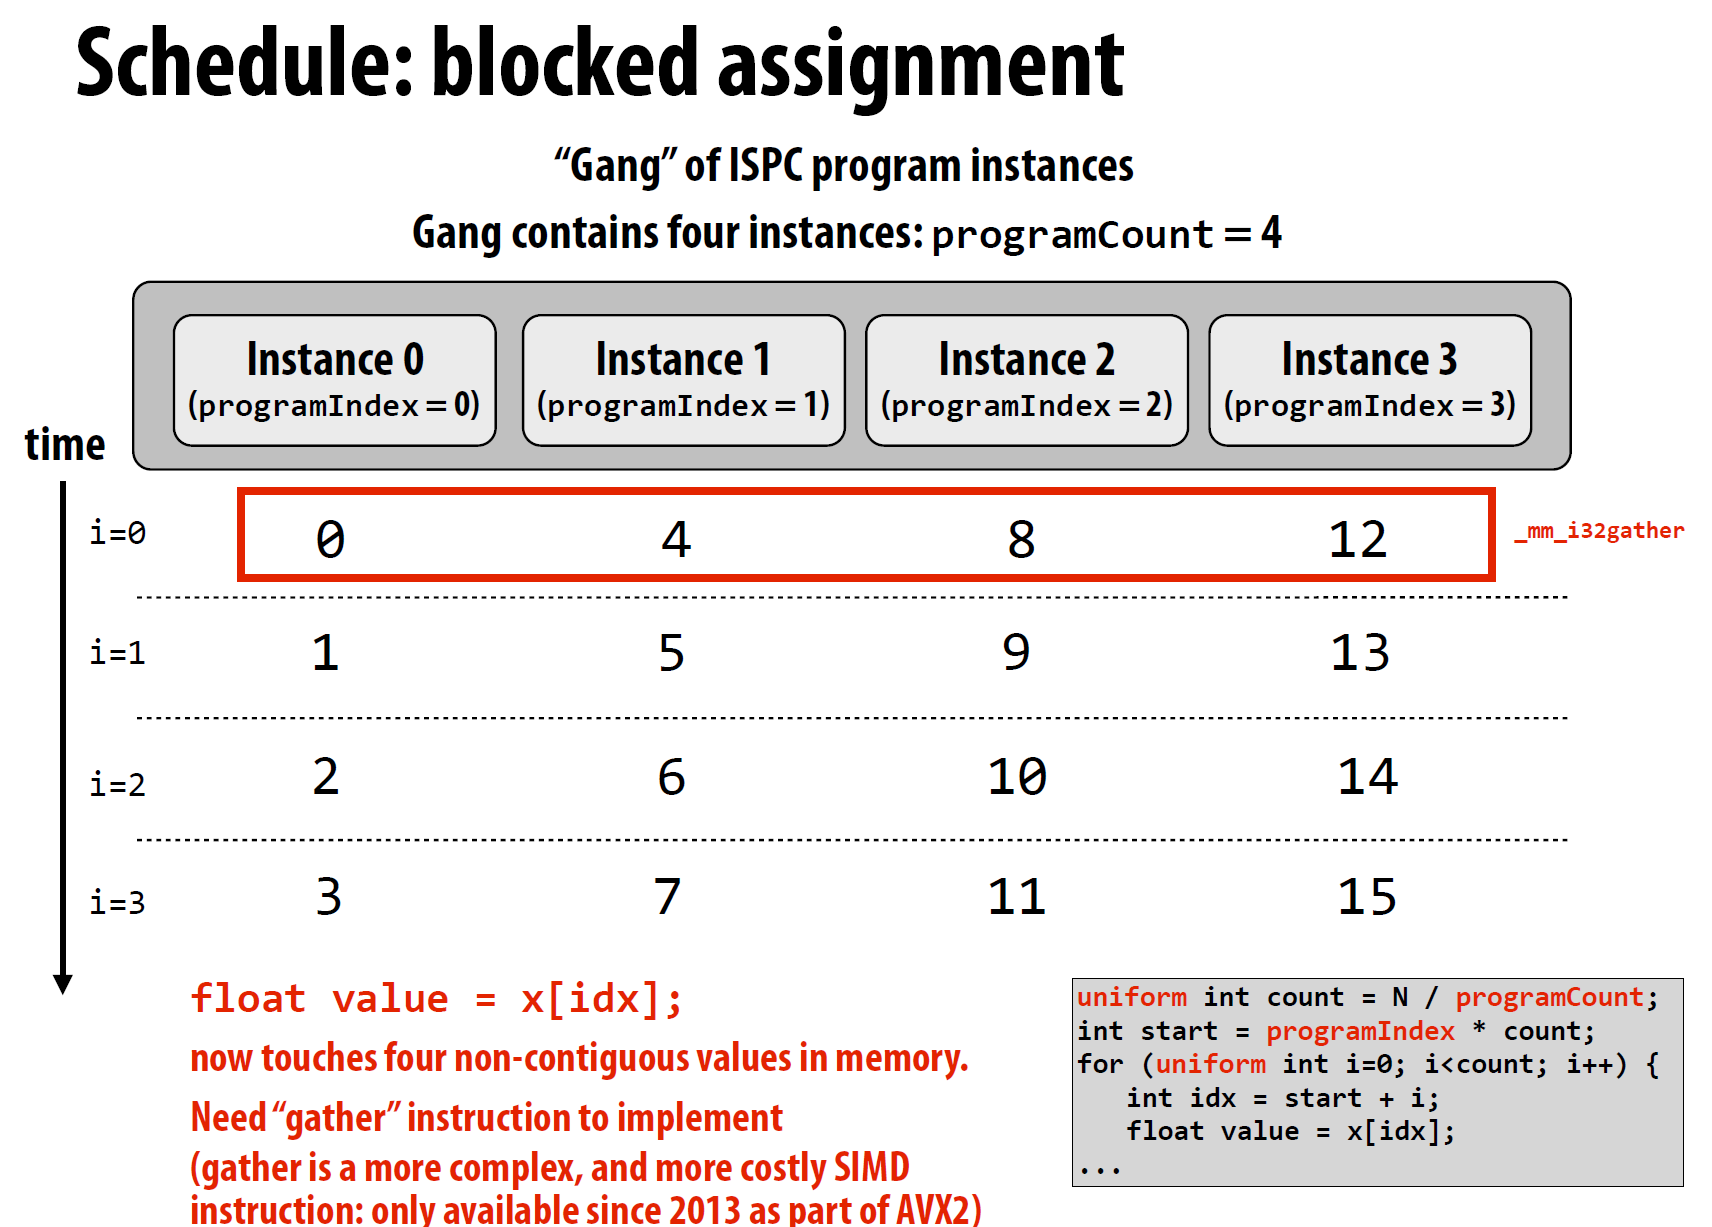 Schedule: blocked assignment
“Gang” of ISPC program instances
Gang contains four instances: programCount = 4
Instance 0
(programIndex = 0)
Instance 1
(programIndex = 1)
Instance 2
(programIndex = 2)
Instance 3
(programIndex = 3)
time
i=0 0 4 8 12 _mm_i32gather
i=1 1 5 9 13
i=2 2 6 10 14
i=3 3 7 11 15
float value = x[idx];
now touches four non-contiguous values in memory.
Need “gather” instruction to implement
(gather is a more complex, and more costly SIMD
instruction: only available since 2013 as part of AVX2)
uniform int count = N / programCount;
int start = programIndex * count;
for (uniform int i=0; i<count; i++) {
int idx = start + i;
float value = x[idx];
...